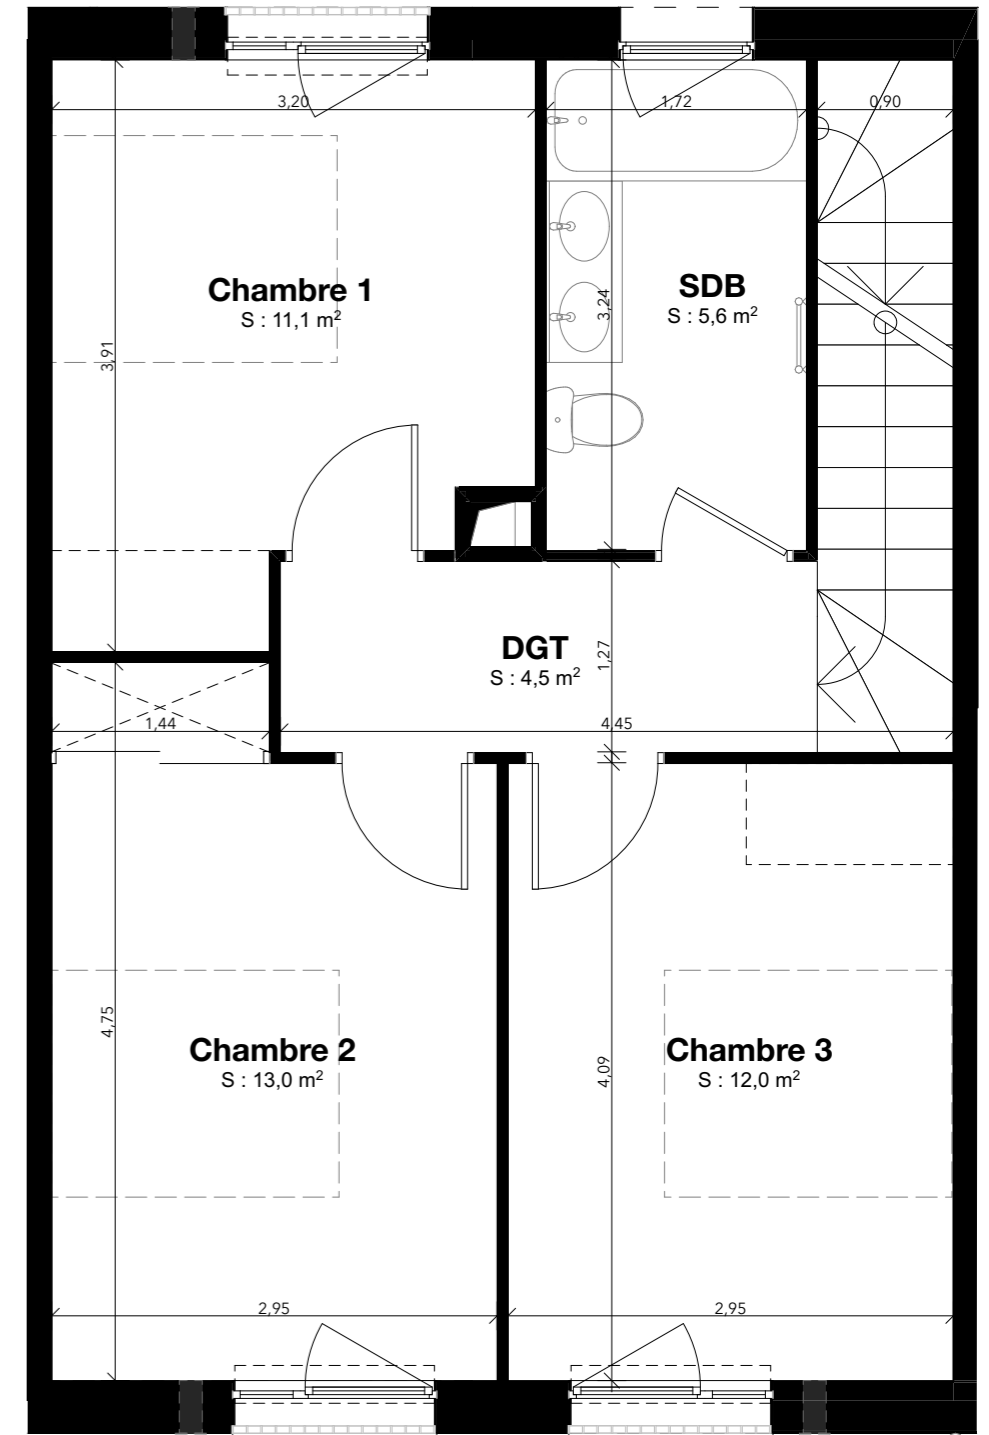 3,20
1,72
0,90
Chambre 1
S : 11,1 m²
SDB
S : 5,6 m²
3,24
3,91
DGT
S : 4,5 m²
1,27
1,44
4,45
Chambre 2
S : 13,0 m²
Chambre 3
S : 12,0 m²
4,75
4,09
2,95
2,95